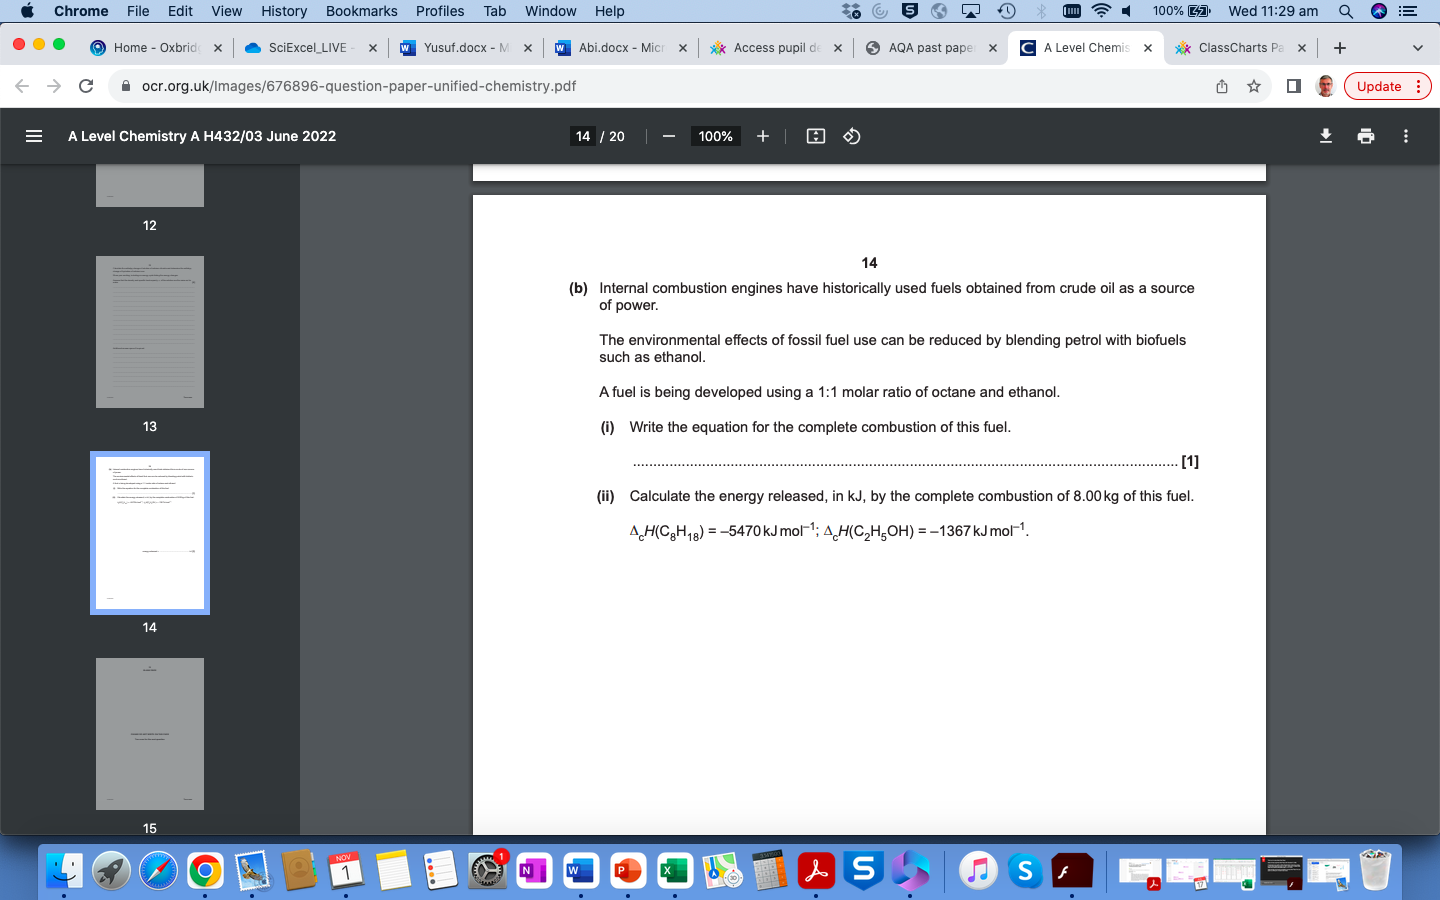 Chrome File Edit View History Bookmarks Profiles Tab Window Help 100% Wed 11:29 am
Home - Oxbrid SciExcel_LIVE - Yusuf.docx - M Abi.docx - Micr Access pupil de AQA past pape A Level Chemis ClassCharts Pa
ocr.org.uk/Images/676896-question-paper-unified-chemistry.pdf Update
A Level Chemistry A H432/03 June 2022 14 / 20 100%
12
13
14
15
14
(b) Internal combustion engines have historically used fuels obtained from crude oil as a source
of power.
The environmental effects of fossil fuel use can be reduced by blending petrol with biofuels
such as ethanol.
A fuel is being developed using a 1:1 molar ratio of octane and ethanol.
(i) Write the equation for the complete combustion of this fuel.
[1]
(ii) Calculate the energy released, in kJ, by the complete combustion of 8.00 kg of this fuel.
ΔcH(C₈H₁₈) = –5470 kJ mol⁻¹; ΔcH(C₂H₅OH) = –1367 kJ mol⁻¹.
NOV
1
1
17